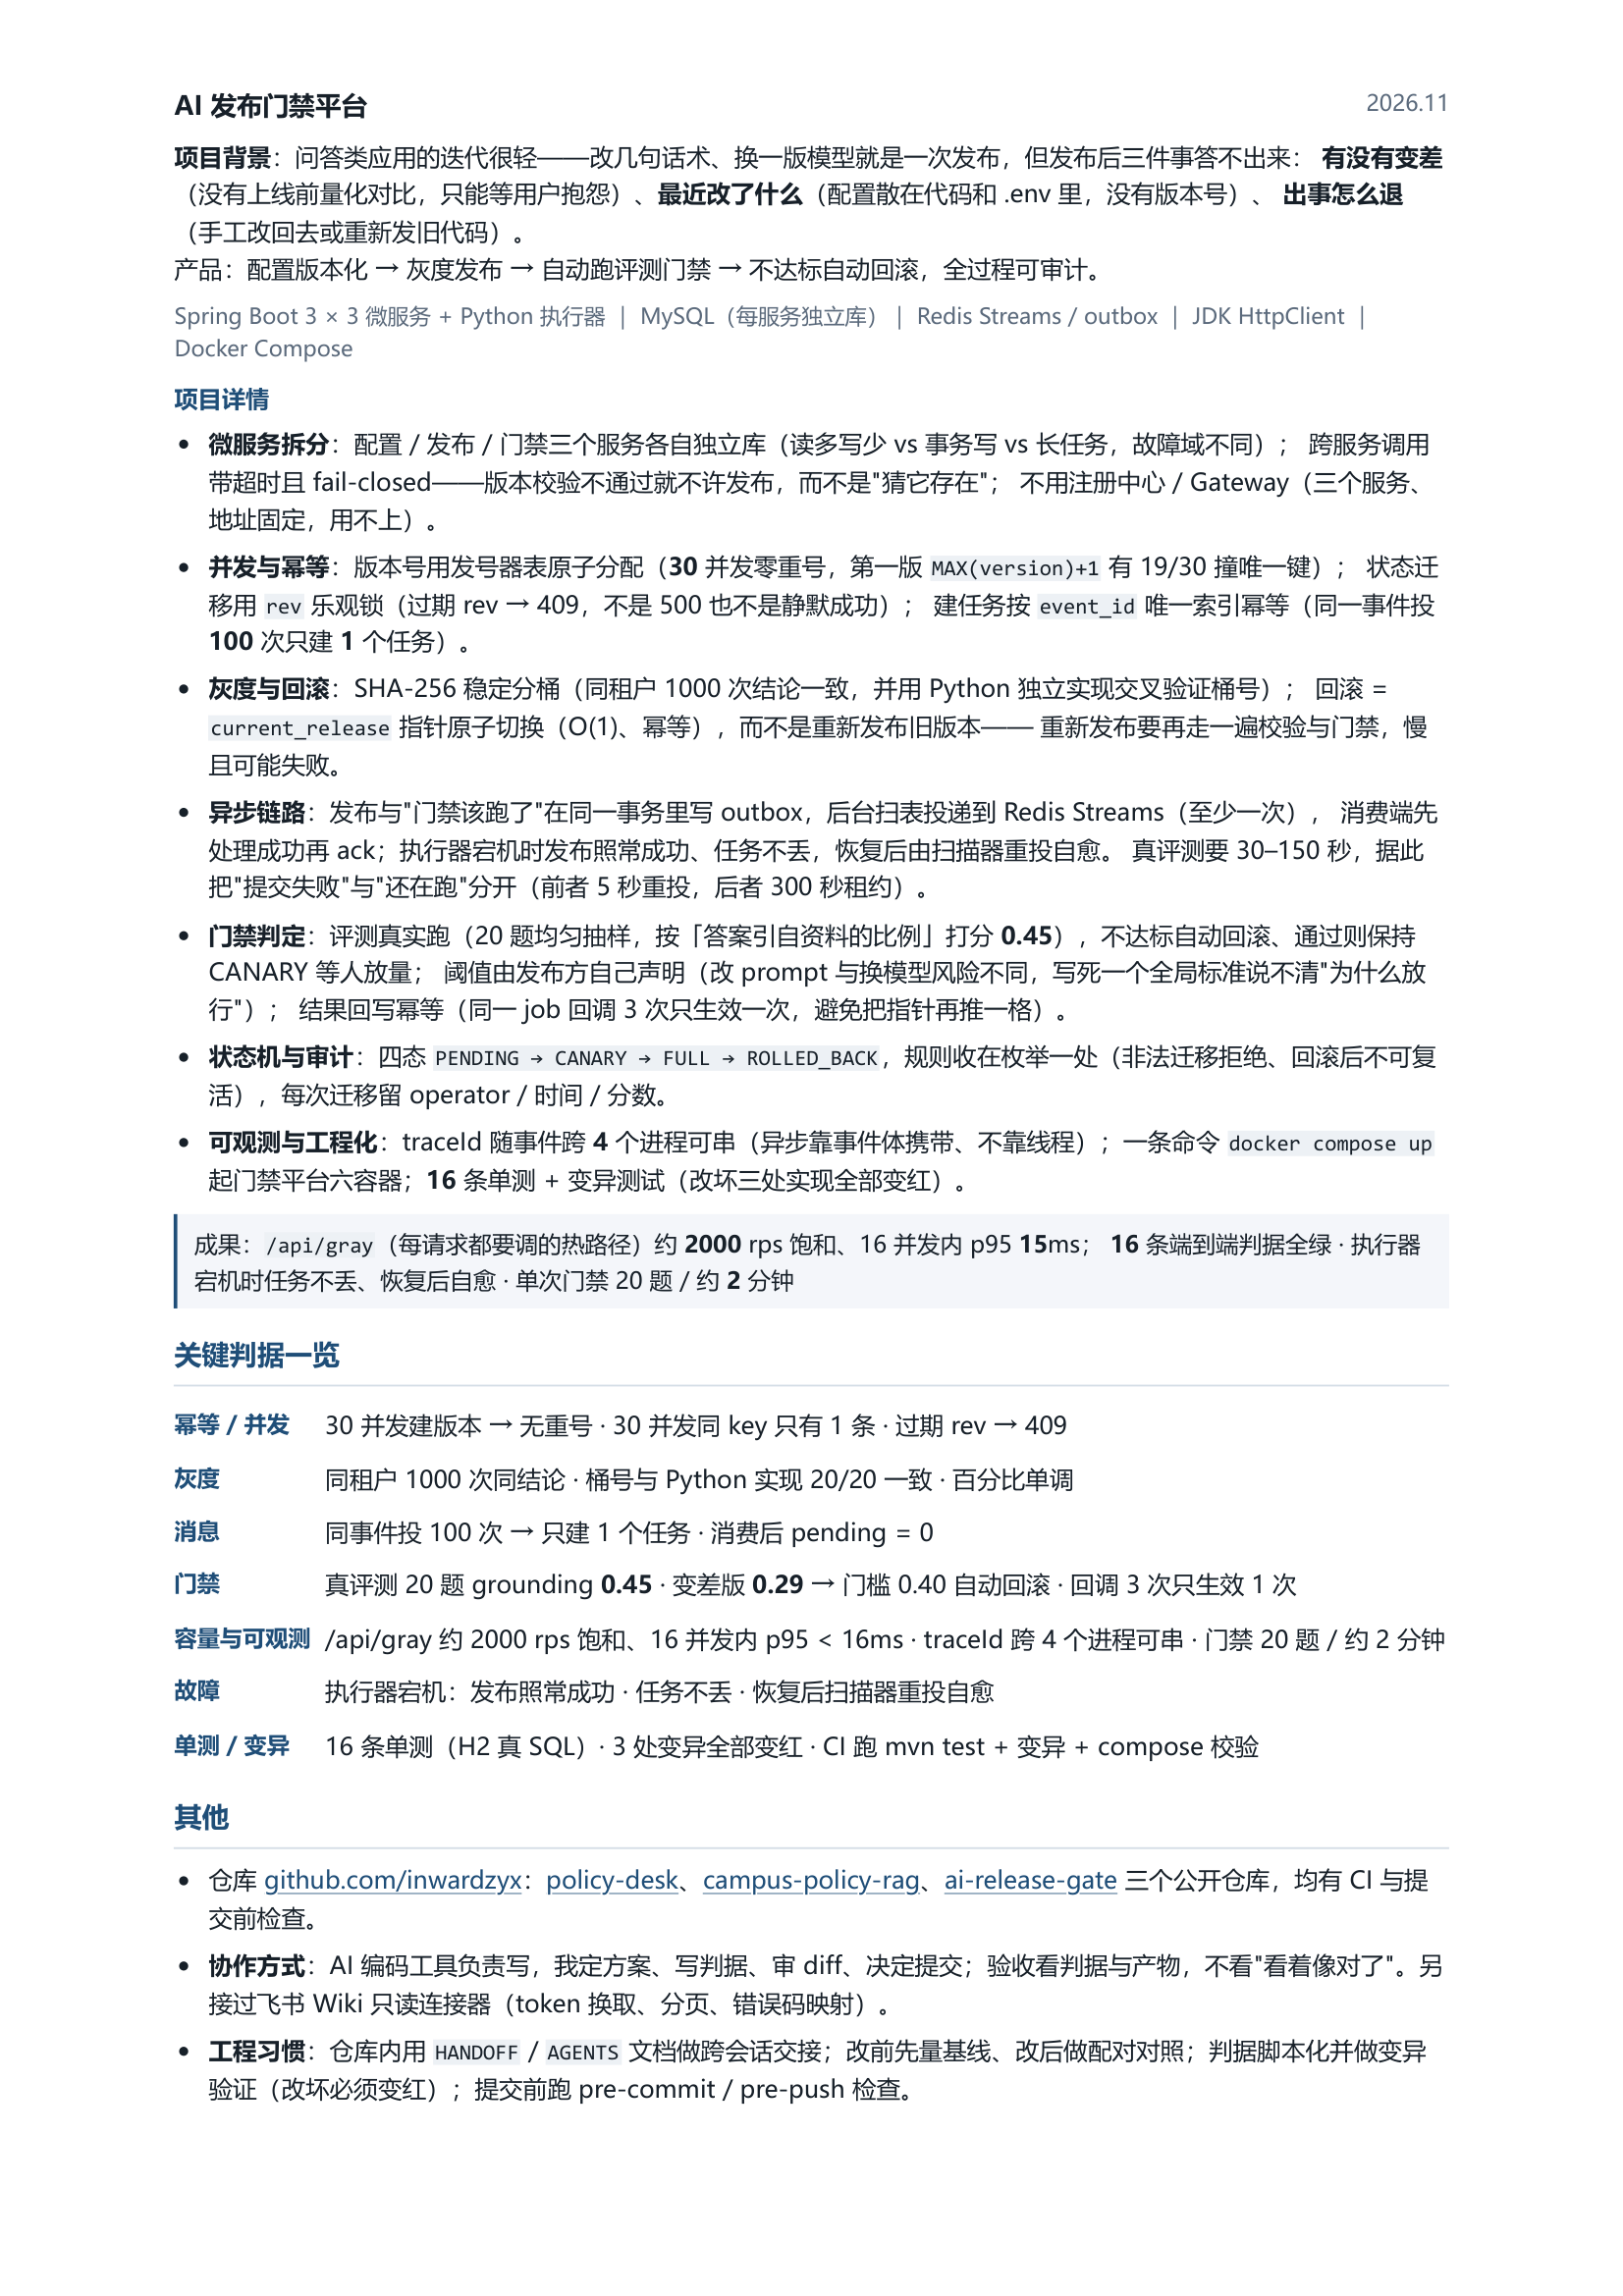 AI 发布门禁平台 2026.11
项目背景：问答类应用的迭代很轻——改几句话术、换一版模型就是一次发布，但发布后三件事答不出来： 有没有变差
（没有上线前量化对比，只能等用户抱怨）、最近改了什么（配置散在代码和 .env 里，没有版本号）、 出事怎么退
（手工改回去或重新发旧代码）。
产品：配置版本化 → 灰度发布 → 自动跑评测门禁 → 不达标自动回滚，全过程可审计。
Spring Boot 3 × 3 微服务 + Python 执行器 ｜ MySQL（每服务独立库） ｜ Redis Streams / outbox ｜ JDK HttpClient ｜
Docker Compose
项目详情
• 微服务拆分：配置 / 发布 / 门禁三个服务各自独立库（读多写少 vs 事务写 vs 长任务，故障域不同）； 跨服务调用
带超时且 fail-closed——版本校验不通过就不许发布，而不是"猜它存在"； 不用注册中心 / Gateway（三个服务、
地址固定，用不上）。
• 并发与幂等：版本号用发号器表原子分配（30 并发零重号，第一版 MAX(version)+1 有 19/30 撞唯一键）； 状态迁
移用 rev 乐观锁（过期 rev → 409，不是 500 也不是静默成功）； 建任务按 event_id 唯一索引幂等（同一事件投
100 次只建 1 个任务）。
• 灰度与回滚：SHA-256 稳定分桶（同租户 1000 次结论一致，并用 Python 独立实现交叉验证桶号）； 回滚 =
current_release 指针原子切换（O(1)、幂等），而不是重新发布旧版本—— 重新发布要再走一遍校验与门禁，慢
且可能失败。
• 异步链路：发布与"门禁该跑了"在同一事务里写 outbox，后台扫表投递到 Redis Streams（至少一次）， 消费端先
处理成功再 ack；执行器宕机时发布照常成功、任务不丢，恢复后由扫描器重投自愈。 真评测要 30–150 秒，据此
把"提交失败"与"还在跑"分开（前者 5 秒重投，后者 300 秒租约）。
• 门禁判定：评测真实跑（20 题均匀抽样，按「答案引自资料的比例」打分 0.45），不达标自动回滚、通过则保持
CANARY 等人放量； 阈值由发布方自己声明（改 prompt 与换模型风险不同，写死一个全局标准说不清"为什么放
行"）； 结果回写幂等（同一 job 回调 3 次只生效一次，避免把指针再推一格）。
• 状态机与审计：四态 PENDING → CANARY → FULL → ROLLED_BACK，规则收在枚举一处（非法迁移拒绝、回滚后不可复
活），每次迁移留 operator / 时间 / 分数。
• 可观测与工程化：traceId 随事件跨 4 个进程可串（异步靠事件体携带、不靠线程）；一条命令 docker compose up
起门禁平台六容器；16 条单测 + 变异测试（改坏三处实现全部变红）。
成果：/api/gray（每请求都要调的热路径）约 2000 rps 饱和、16 并发内 p95 15ms； 16 条端到端判据全绿 · 执行器
宕机时任务不丢、恢复后自愈 · 单次门禁 20 题 / 约 2 分钟
关键判据一览
幂等 / 并发 30 并发建版本 → 无重号 · 30 并发同 key 只有 1 条 · 过期 rev → 409
灰度 同租户 1000 次同结论 · 桶号与 Python 实现 20/20 一致 · 百分比单调
消息 同事件投 100 次 → 只建 1 个任务 · 消费后 pending = 0
门禁 真评测 20 题 grounding 0.45 · 变差版 0.29 → 门槛 0.40 自动回滚 · 回调 3 次只生效 1 次
容量与可观测 /api/gray 约 2000 rps 饱和、16 并发内 p95 < 16ms · traceId 跨 4 个进程可串 · 门禁 20 题 / 约 2 分钟
故障 执行器宕机：发布照常成功 · 任务不丢 · 恢复后扫描器重投自愈
单测 / 变异 16 条单测（H2 真 SQL）· 3 处变异全部变红 · CI 跑 mvn test + 变异 + compose 校验
其他
• 仓库 github.com/inwardzyx：policy-desk、campus-policy-rag、ai-release-gate 三个公开仓库，均有 CI 与提
交前检查。
• 协作方式：AI 编码工具负责写，我定方案、写判据、审 diff、决定提交；验收看判据与产物，不看"看着像对了"。另
接过飞书 Wiki 只读连接器（token 换取、分页、错误码映射）。
• 工程习惯：仓库内用 HANDOFF / AGENTS 文档做跨会话交接；改前先量基线、改后做配对对照；判据脚本化并做变异
验证（改坏必须变红）；提交前跑 pre-commit / pre-push 检查。